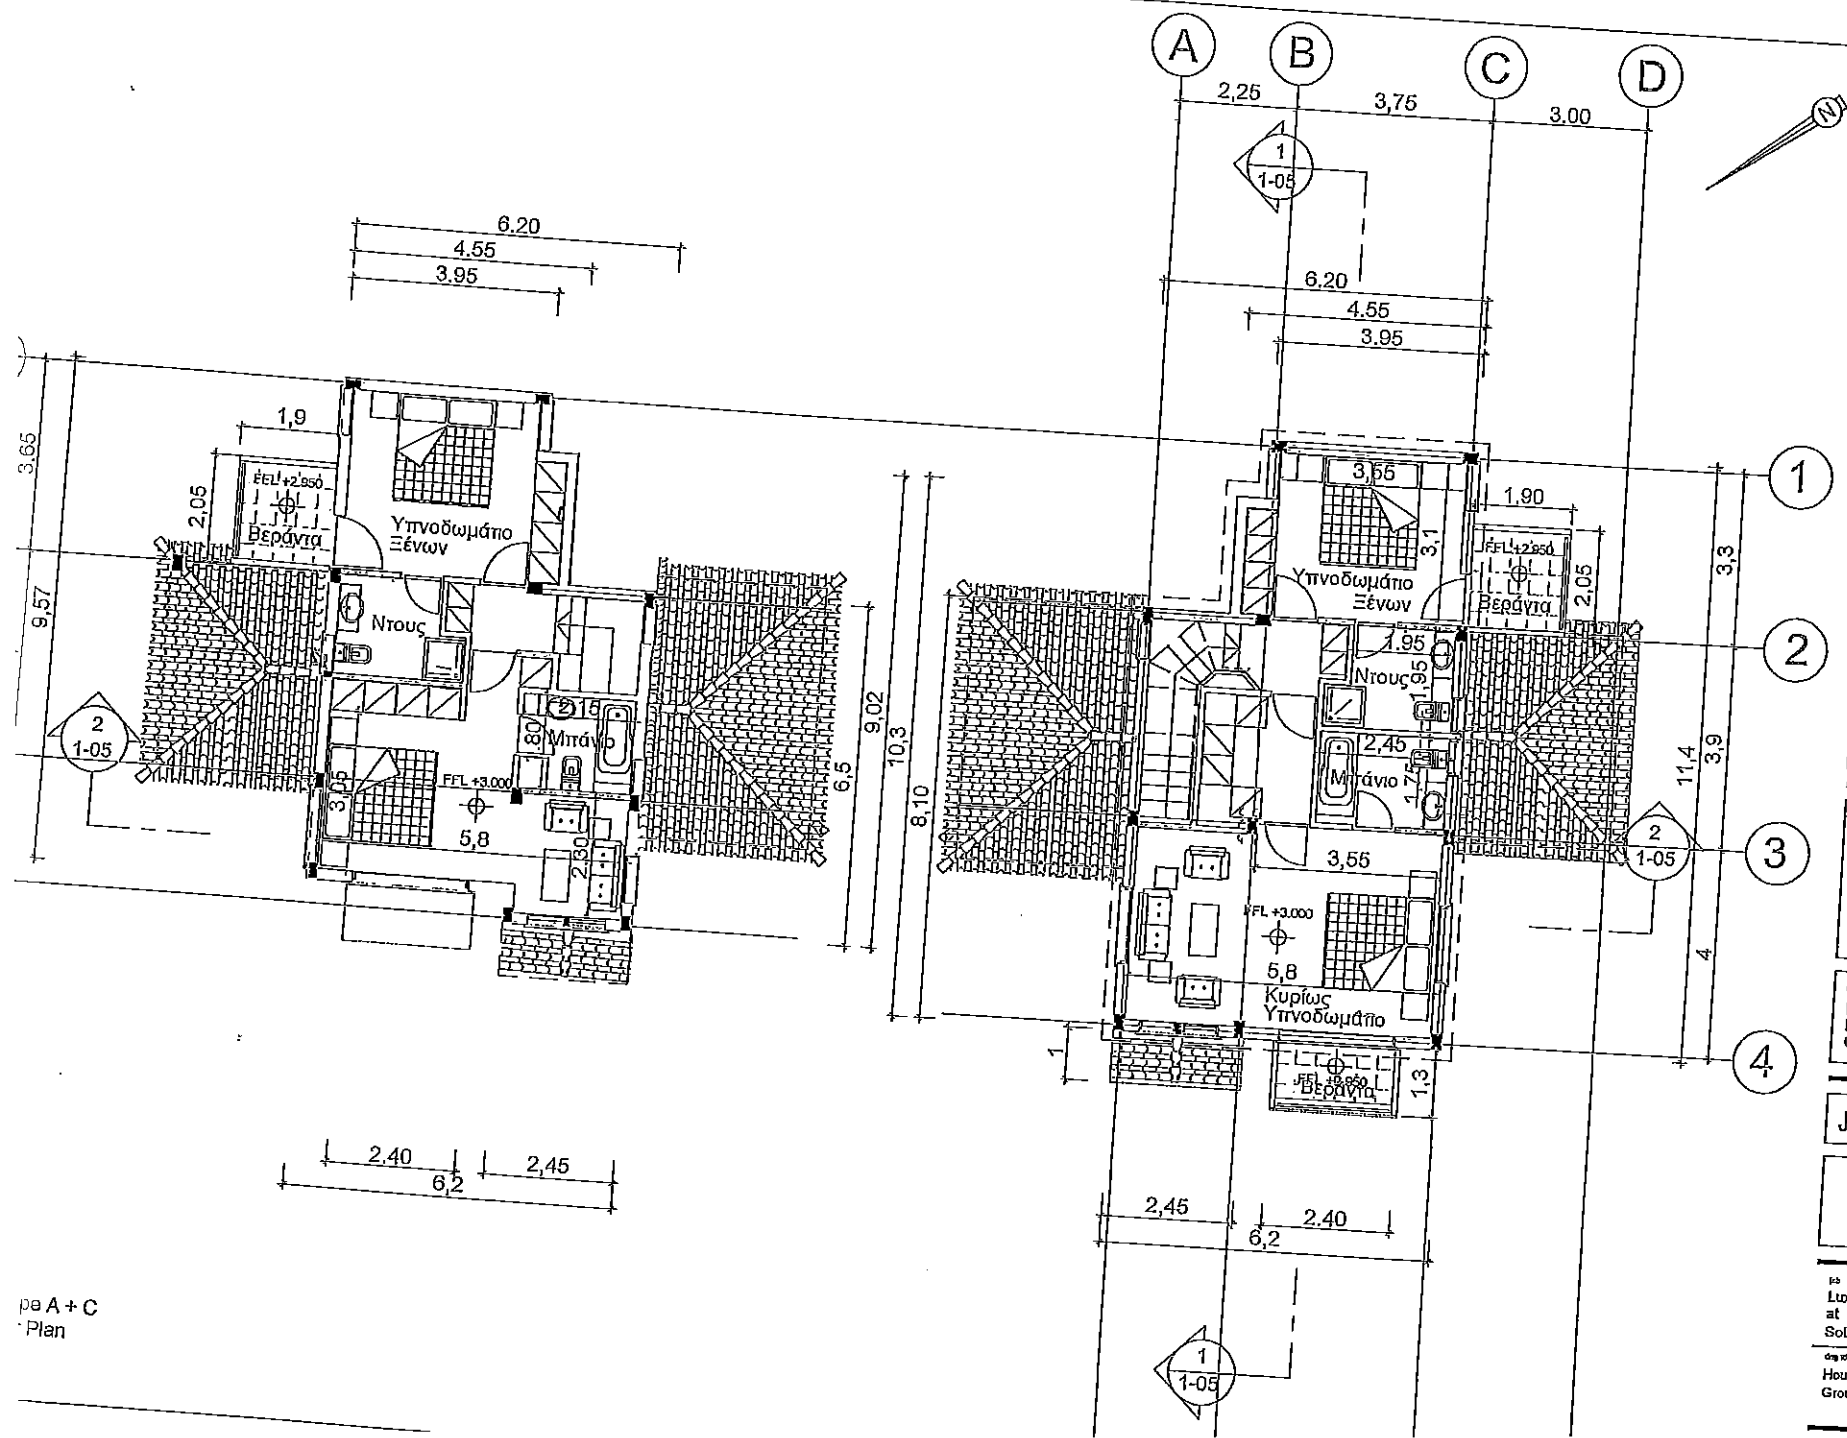 A
B
C
D
2,25
3,75
3.00
N
1
1-05
6.20
4.55
3.95
6.20
4.55
3.95
3.65
9,57
1,9
2,05
FFL +2.950
Βεράντα
Υπνοδωμάτιο
Ξένων
Ντους
2,15
Μπάνιο
FFL +3.000
3,05
5,8
2,30
2
1-05
9,02
6,5
10,3
8,10
3,55
3,1
Υπνοδωμάτιο
Ξένων
1,90
FFL +2.950
Βεράντα
2,05
3,3
1
2
1.95
1,95
Ντους
2,45
Μπάνιο
1,75
11,4
3,9
2
1-05
3
3,55
FFL +3.000
5,8
Κυρίως
Υπνοδωμάτιο
4
4
1
Βεράντα
1,3
2.40
2,45
6,2
2,45
2.40
6,2
1
1-05
A + C
Plan
J
at